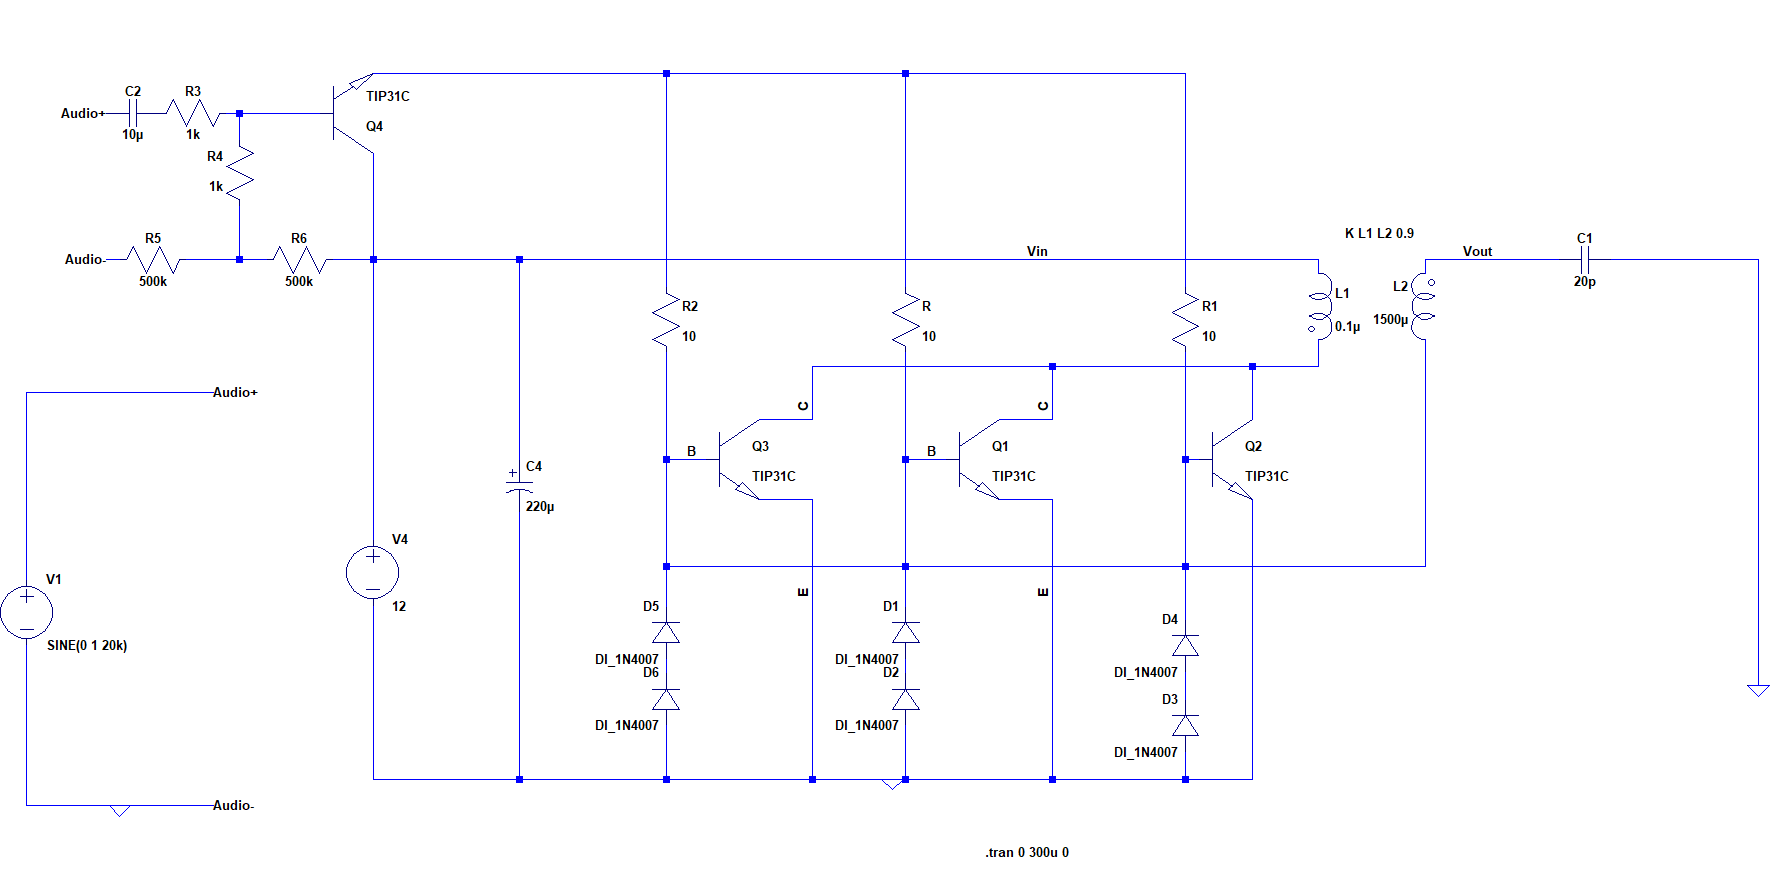 C2
R3
Audio+
10µ
1k
TIP31C
Q4
R4
1k
Audio-
R5
500k
R6
500k
Vin
K L1 L2 0.9
Vout
C1
20p
L2
1500µ
L1
0.1µ
R2
10
R
10
R1
10
Audio+
C
C
B
Q3
TIP31C
B
Q1
TIP31C
Q2
TIP31C
C4
220µ
V4
12
V1
SINE(0 1 20k)
E
E
D5
DI_1N4007
D6
DI_1N4007
D1
DI_1N4007
D2
DI_1N4007
D4
DI_1N4007
D3
DI_1N4007
Audio-
.tran 0 300u 0